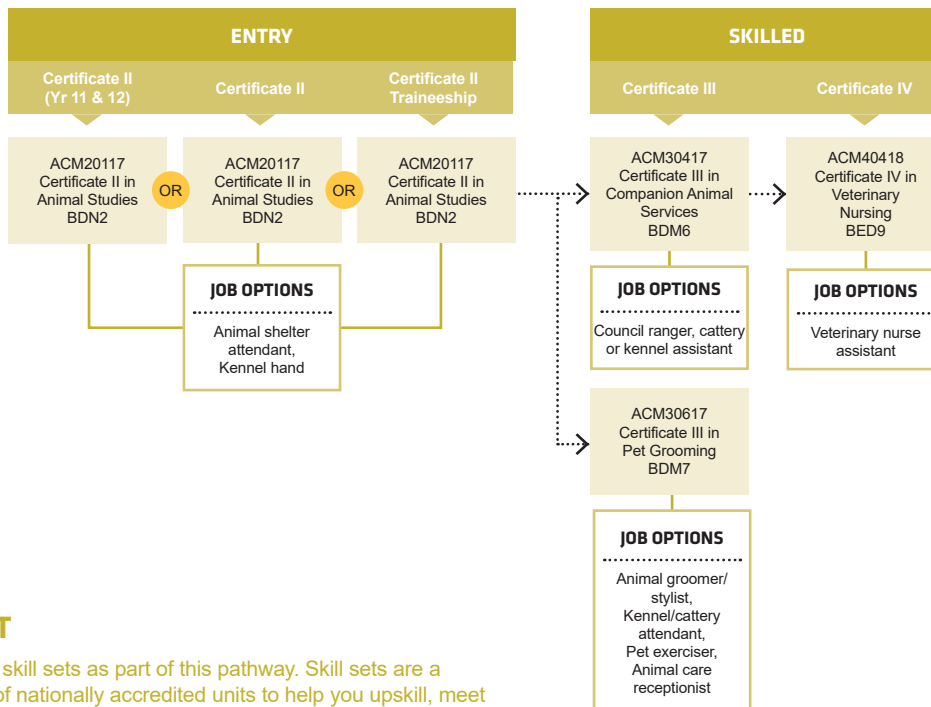 ENTRY
Certificate II
(Yr 11 & 12)
Certificate II
Certificate II
Traineeship
ACM20117
Certificate II in
Animal Studies
BDN2
OR
ACM20117
Certificate II in
Animal Studies
BDN2
OR
ACM20117
Certificate II in
Animal Studies
BDN2
JOB OPTIONS
Animal shelter
attendant,
Kennel hand
SKILLED
Certificate III
Certificate IV
ACM30417
Certificate III in
Companion Animal
Services
BDM6
ACM40418
Certificate IV in
Veterinary
Nursing
BED9
JOB OPTIONS
Council ranger, cattery
or kennel assistant
JOB OPTIONS
Veterinary nurse
assistant
ACM30617
Certificate III in
Pet Grooming
BDM7
JOB OPTIONS
Animal groomer/
stylist,
Kennel/cattery
attendant,
Pet exerciser,
Animal care
receptionist
T
skill sets as part of this pathway. Skill sets are a
of nationally accredited units to help you upskill, meet